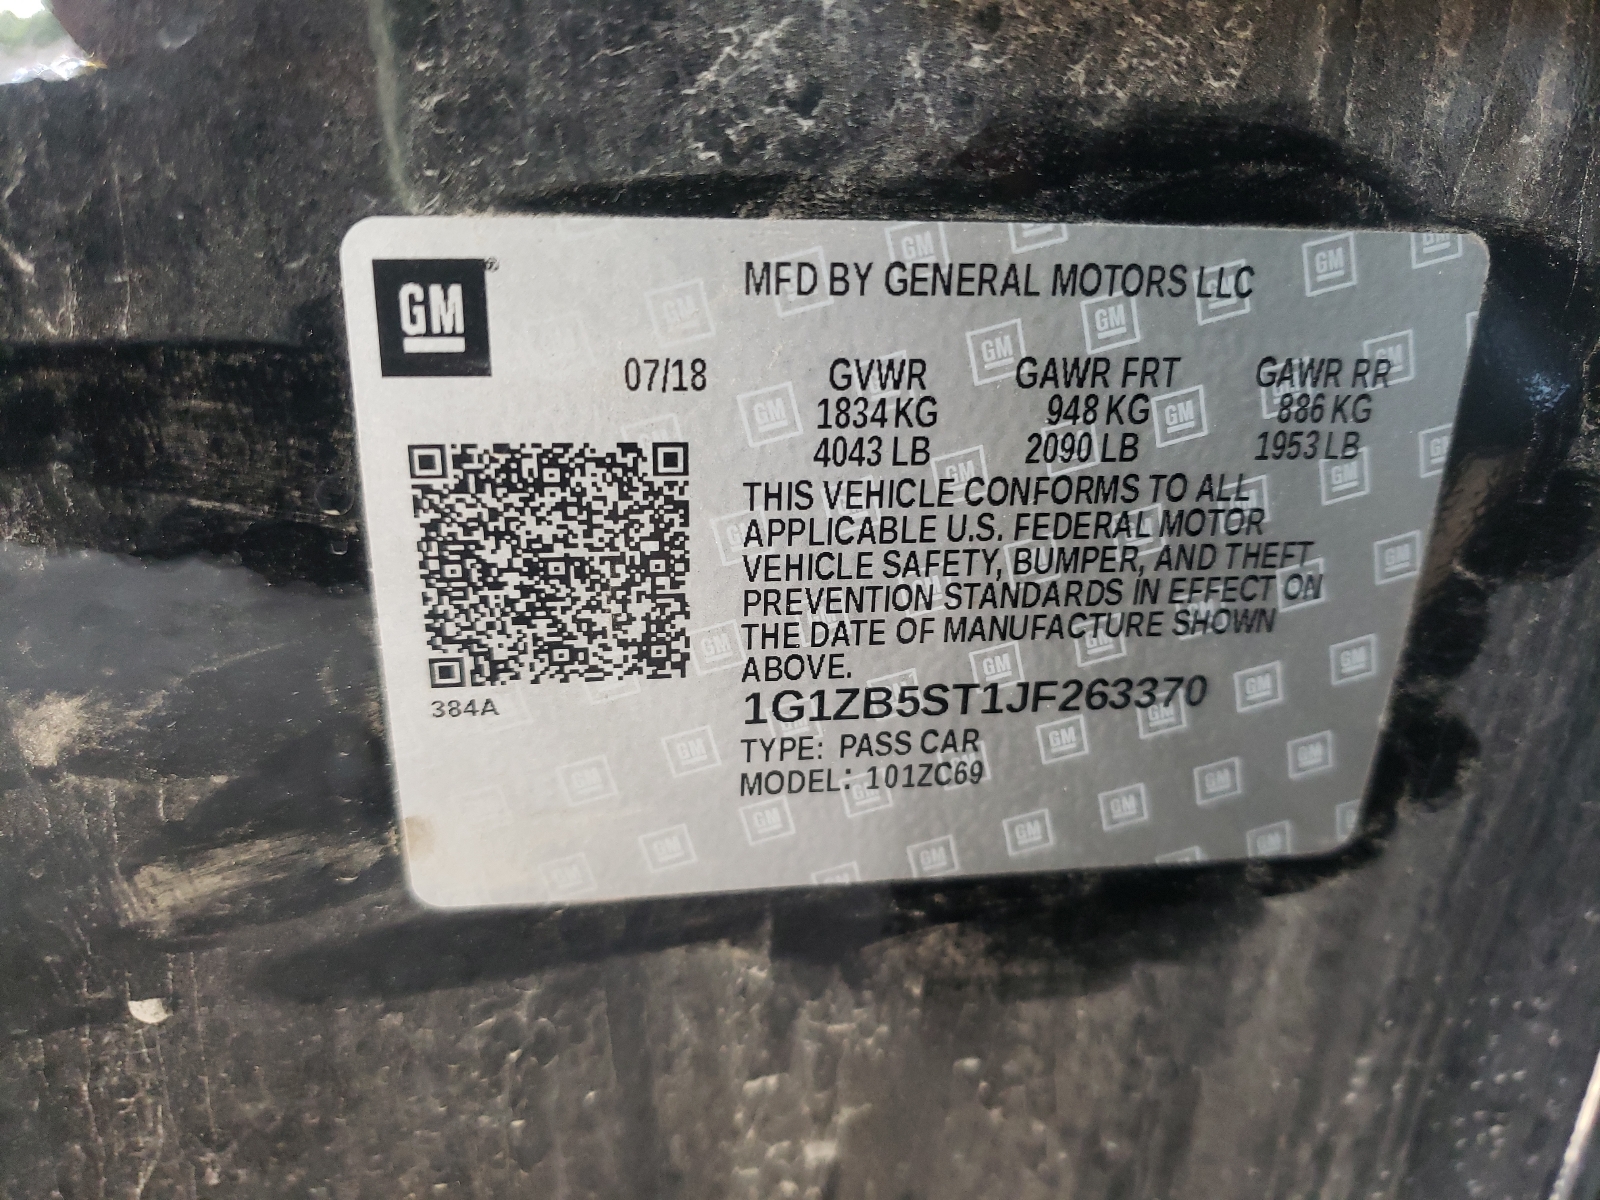 GM®
MFD BY GENERAL MOTORS LLC
07/18 GVWR GAWR FRT GAWR RR
1834 KG 948 KG 886 KG
4043 LB 2090 LB 1953 LB
THIS VEHICLE CONFORMS TO ALL
APPLICABLE U.S. FEDERAL MOTOR
VEHICLE SAFETY, BUMPER, AND THEFT
PREVENTION STANDARDS IN EFFECT ON
THE DATE OF MANUFACTURE SHOWN
ABOVE.
384A
1G1ZB5ST1JF263370
TYPE: PASS CAR
MODEL: 101ZC69